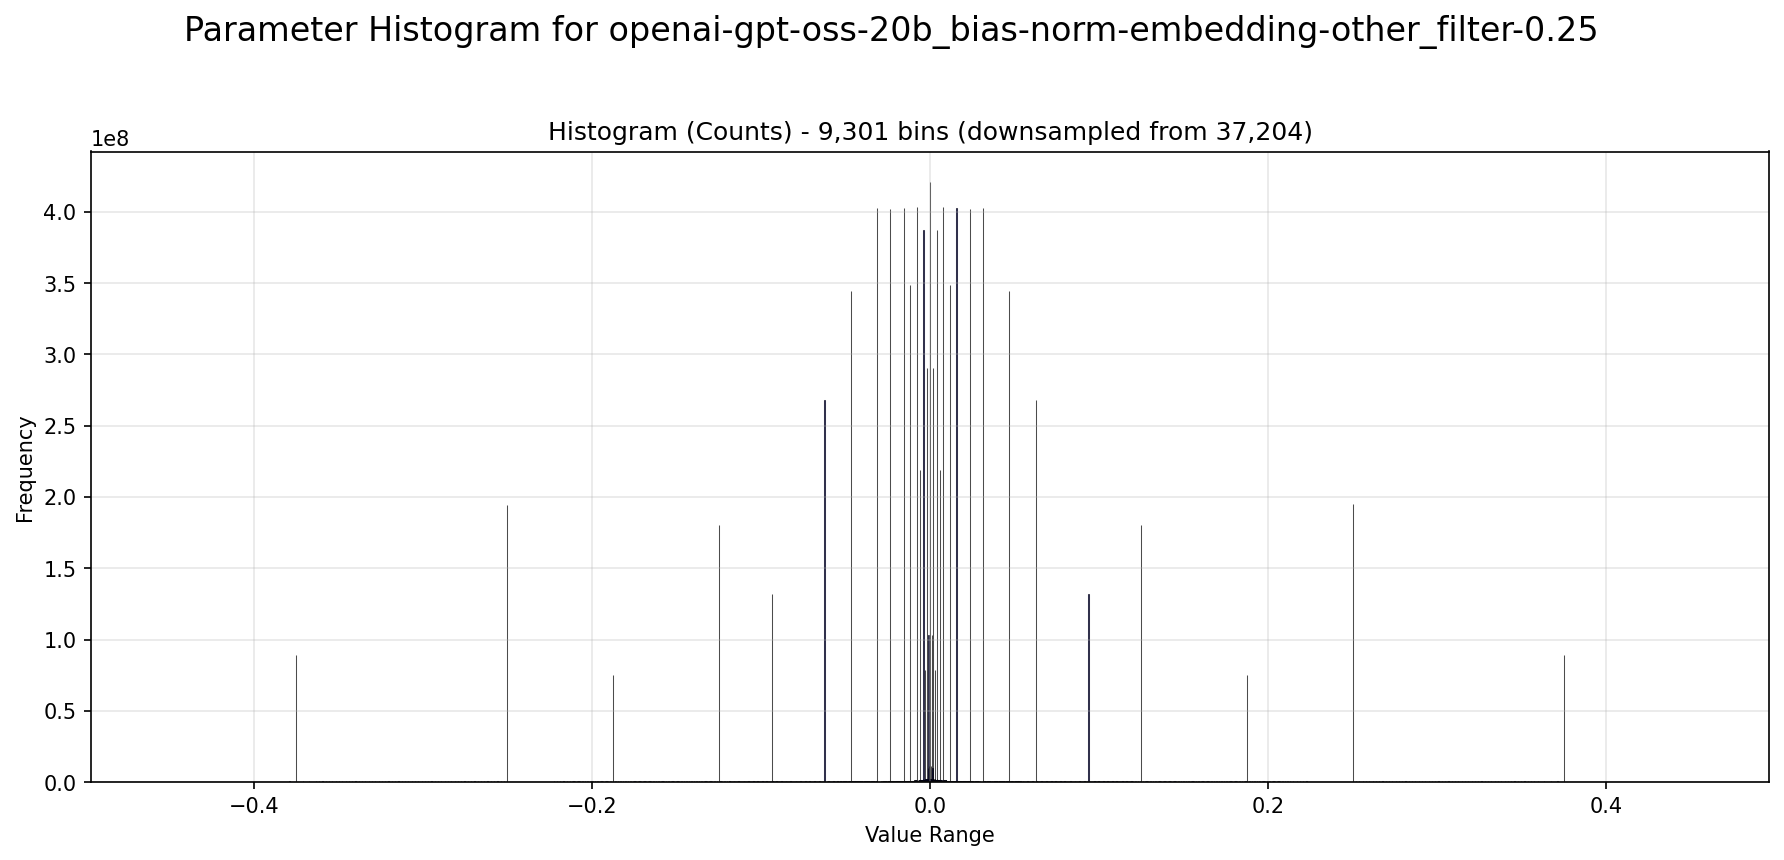 Parameter Histogram for openai-gpt-oss-20b_bias-norm-embedding-other_filter-0.25
Histogram (Counts) - 9,301 bins (downsampled from 37,204)
1e8
4.0
3.5
3.0
2.5
2.0
1.5
1.0
0.5
0.0
Frequency
−0.4
−0.2
0.0
0.2
0.4
Value Range